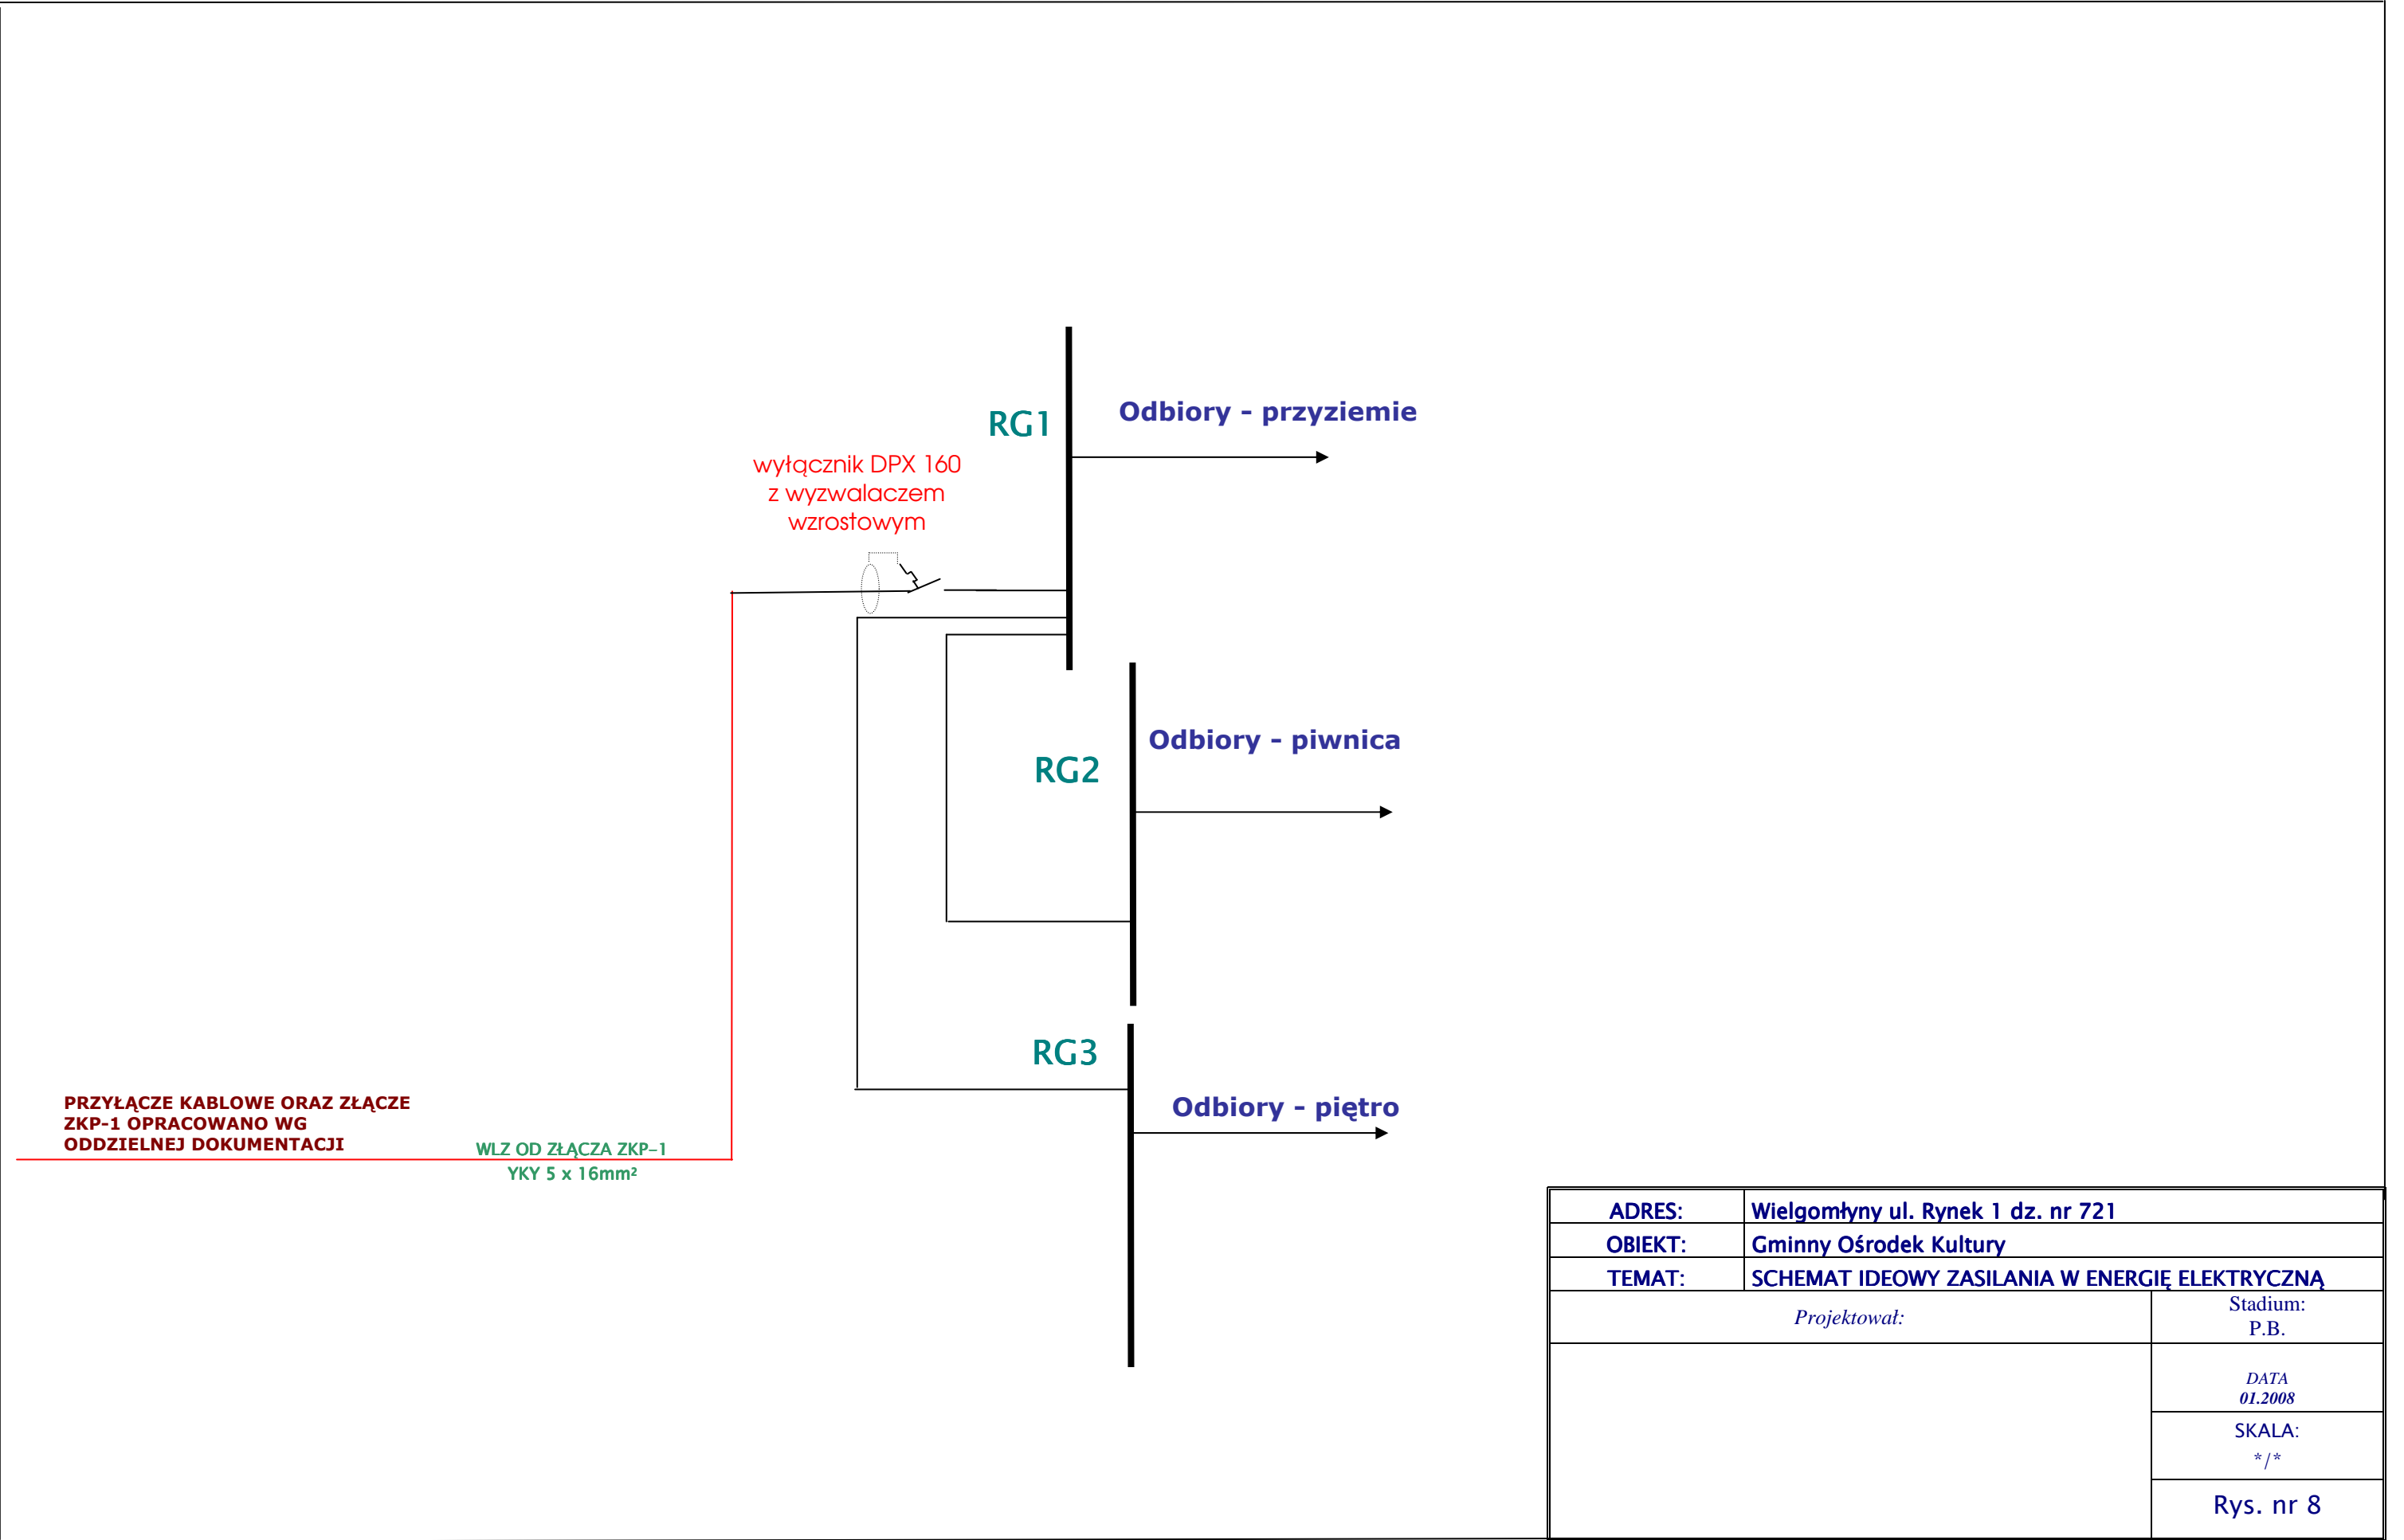 RG1
Odbiory - przyziemie
wyłącznik DPX 160
z wyzwalaczem
wzrostowym
Odbiory - piwnica
RG2
RG3
Odbiory - piętro
PRZYŁĄCZE KABLOWE ORAZ ZŁĄCZE
ZKP-1 OPRACOWANO WG
ODDZIELNEJ DOKUMENTACJI
WLZ OD ZŁĄCZA ZKP-1
YKY 5 x 16mm²
ADRES: Wielgomłyny ul. Rynek 1 dz. nr 721
OBIEKT: Gminny Ośrodek Kultury
TEMAT: SCHEMAT IDEOWY ZASILANIA W ENERGIĘ ELEKTRYCZNĄ
Projektował:
Stadium:
P.B.
DATA
01.2008
SKALA:
*/*
Rys. nr 8